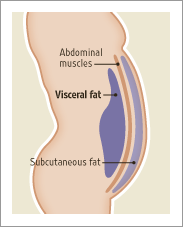 Abdominal
muscles
Visceral fat
Subcutaneous fat